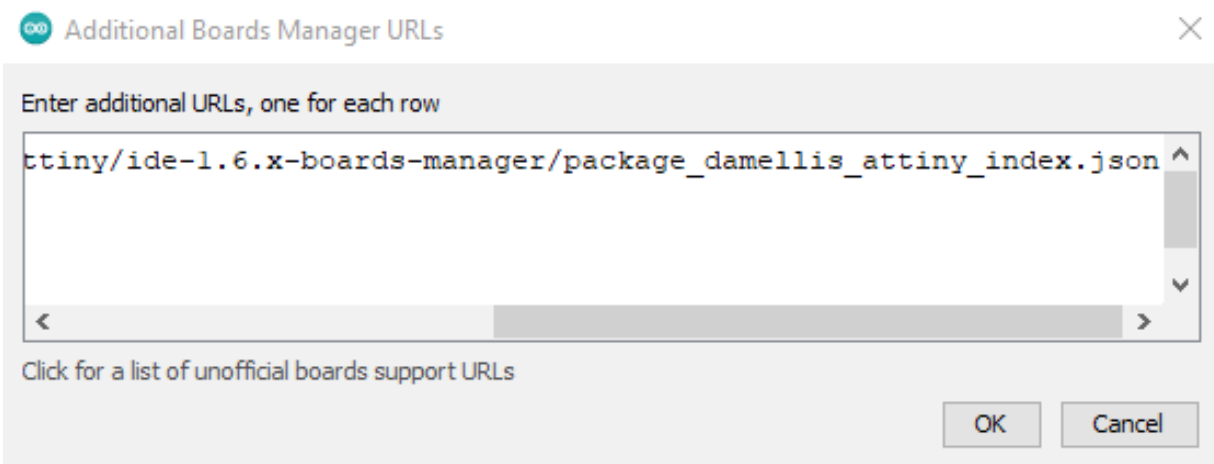 Additional Boards Manager URLs
Enter additional URLs, one for each row
ttiny/ide-1.6.x-boards-manager/package_damellis_attiny_index.json
Click for a list of unofficial boards support URLs
OK Cancel